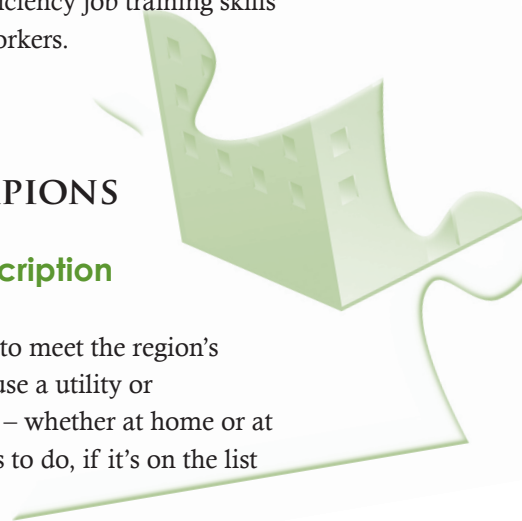 iciency job training skills
orkers.
PIONS
cription
to meet the region's
use a utility or
– whether at home or at
s to do, if it's on the list